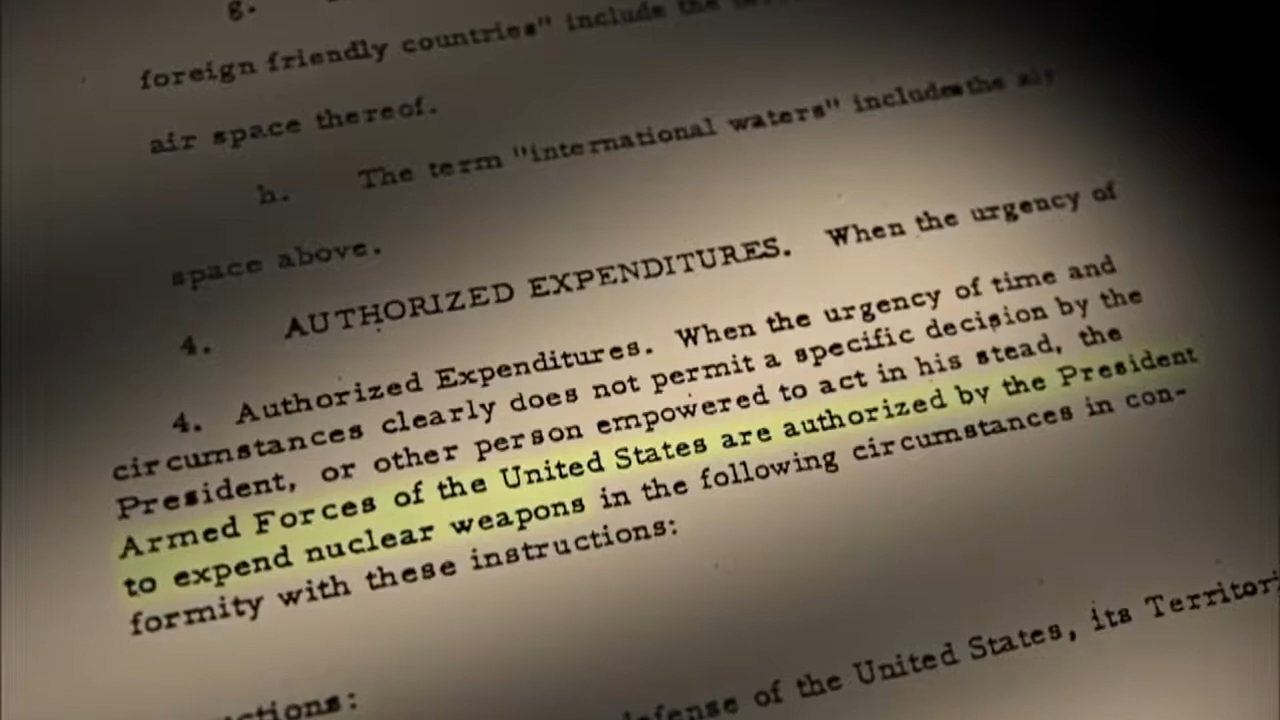 g.
foreign friendly countries" include the
air space thereof.
h. The term "international waters" includes the air
space above.
4. AUTHORIZED EXPENDITURES. When the urgency of
4. Authorized Expenditures. When the urgency of time and
circumstances clearly does not permit a specific decision by the
President, or other person empowered to act in his stead, the
Armed Forces of the United States are authorized by the President
to expend nuclear weapons in the following circumstances in con-
formity with these instructions:
of the United States, its